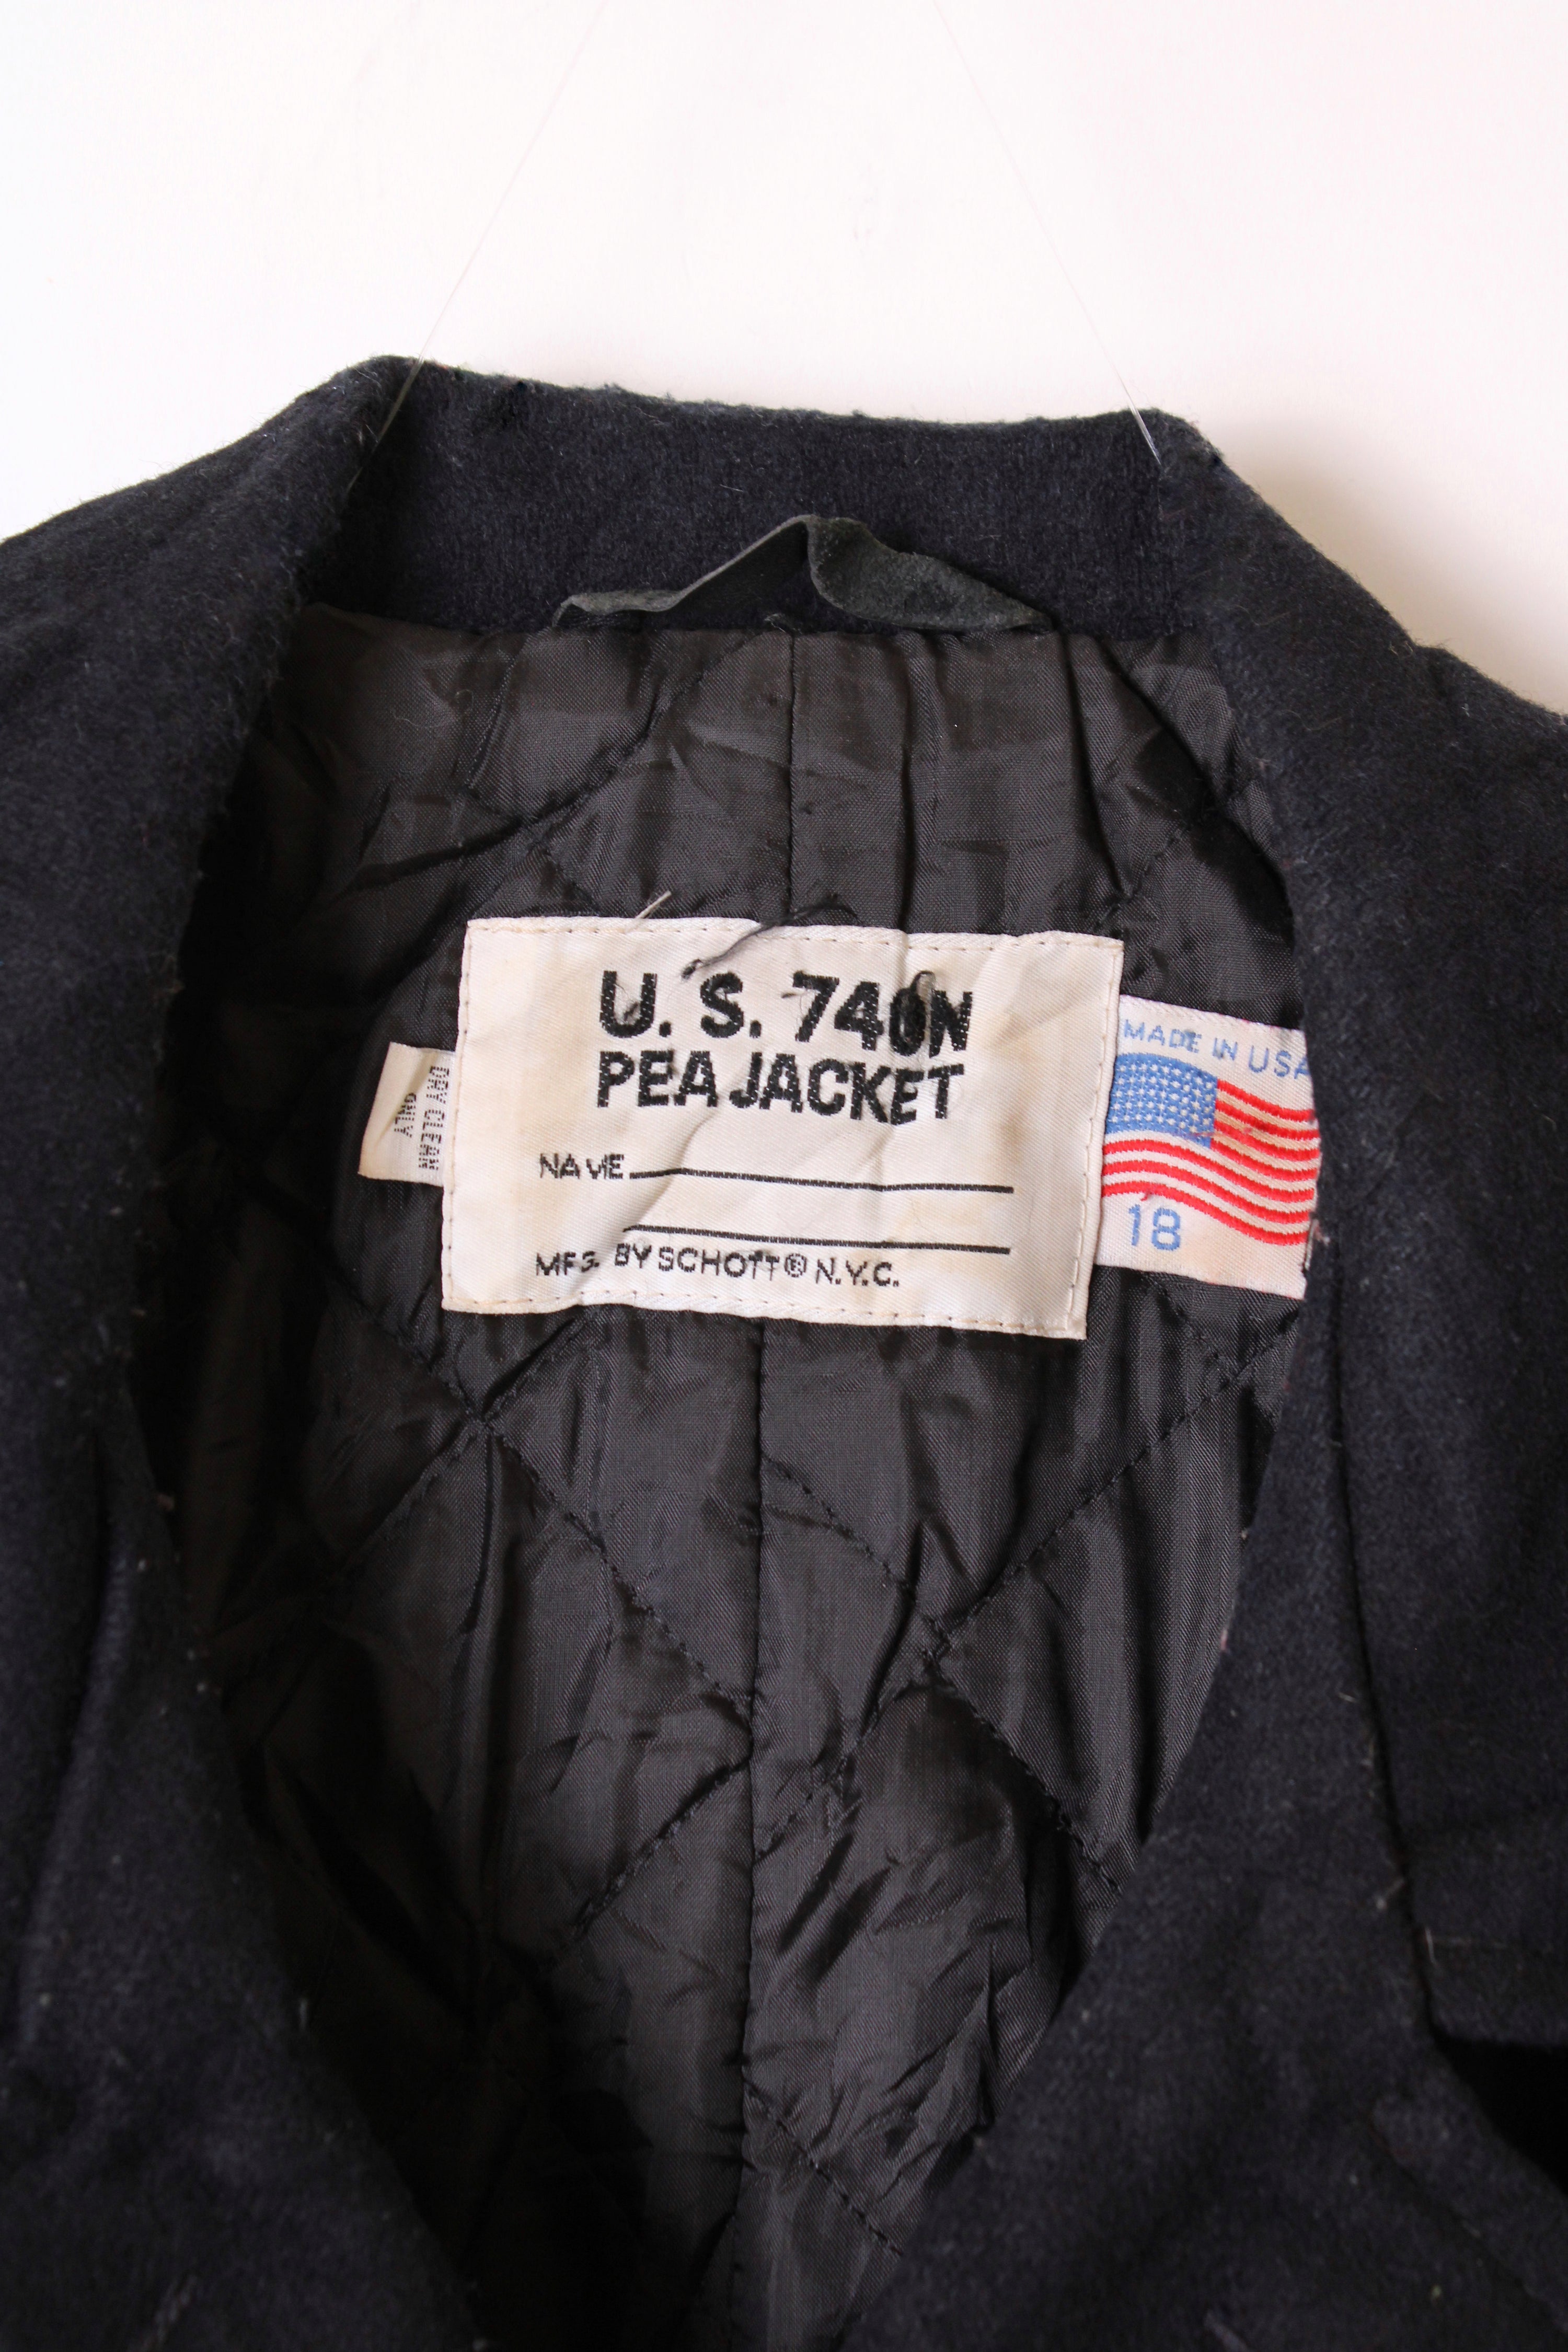 U. S. 740N
PEA JACKET
NAME
MFG. BY SCHOTT® N.Y.C.
DRY CLEAN
ONLY
MADE IN USA
18